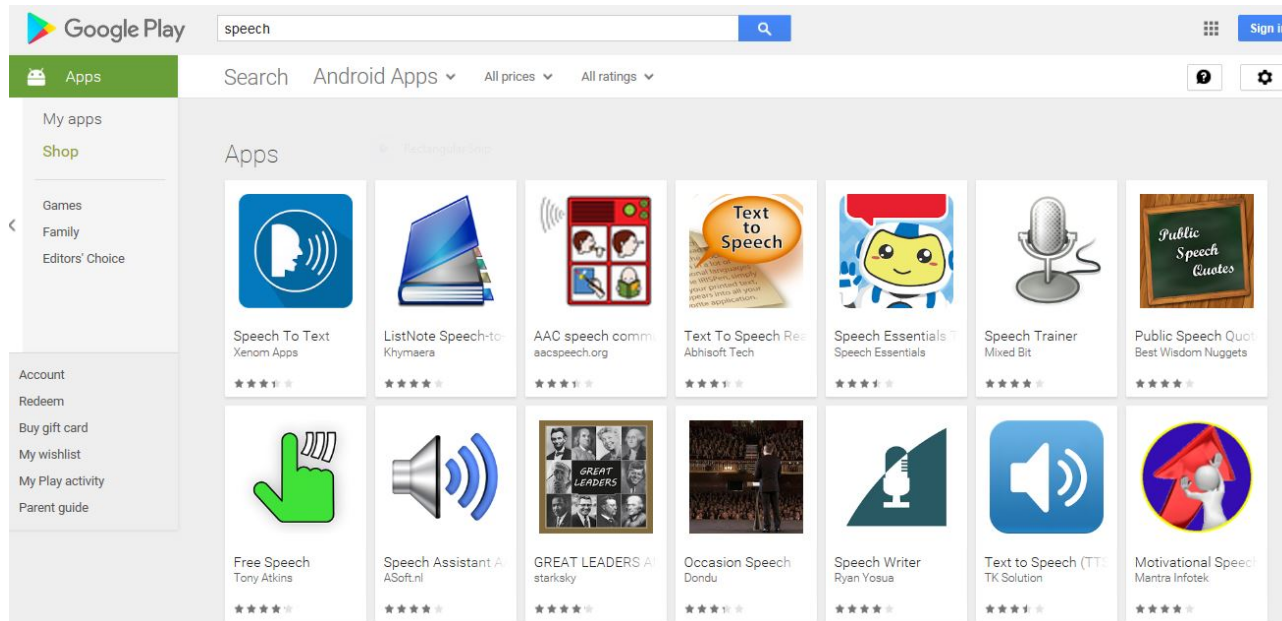 Google Play
speech
Sign i
Apps
Search Android Apps All prices All ratings
My apps
Shop
Games
Family
Editors' Choice
Account
Redeem
Buy gift card
My wishlist
My Play activity
Parent guide
Apps
Text
to
Speech
Public
Speech
Quotes
Speech To Text
Xenom Apps
ListNote Speech-to-
Khymaera
AAC speech comm
aacspeech.org
Text To Speech Rea
Abhisoft Tech
Speech Essentials T
Speech Essentials
Speech Trainer
Mixed Bit
Public Speech Quot
Best Wisdom Nuggets
GREAT
LEADERS
Free Speech
Tony Atkins
Speech Assistant A
ASoft.nl
GREAT LEADERS A
starksky
Occasion Speech
Dondu
Speech Writer
Ryan Yosua
Text to Speech (TTS
TK Solution
Motivational Speech
Mantra Infotek